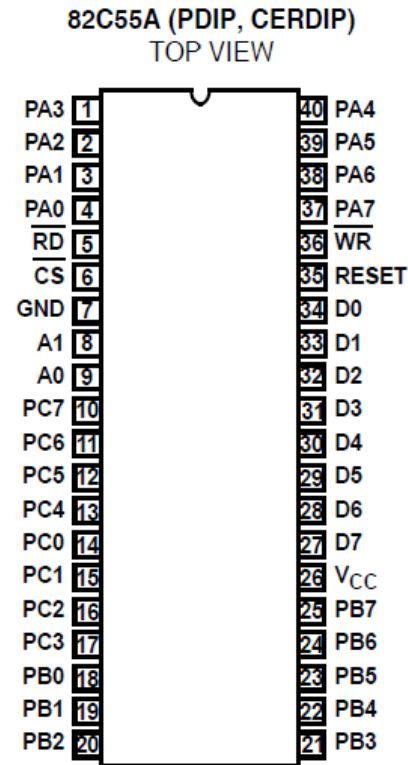 82C55A (PDIP, CERDIP)
TOP VIEW
PA3 1 40 PA4
PA2 2 39 PA5
PA1 3 38 PA6
PA0 4 37 PA7
R̅D̅ 5 36 W̅R̅
C̅S̅ 6 35 RESET
GND 7 34 D0
A1 8 33 D1
A0 9 32 D2
PC7 10 31 D3
PC6 11 30 D4
PC5 12 29 D5
PC4 13 28 D6
PC0 14 27 D7
PC1 15 26 VCC
PC2 16 25 PB7
PC3 17 24 PB6
PB0 18 23 PB5
PB1 19 22 PB4
PB2 20 21 PB3